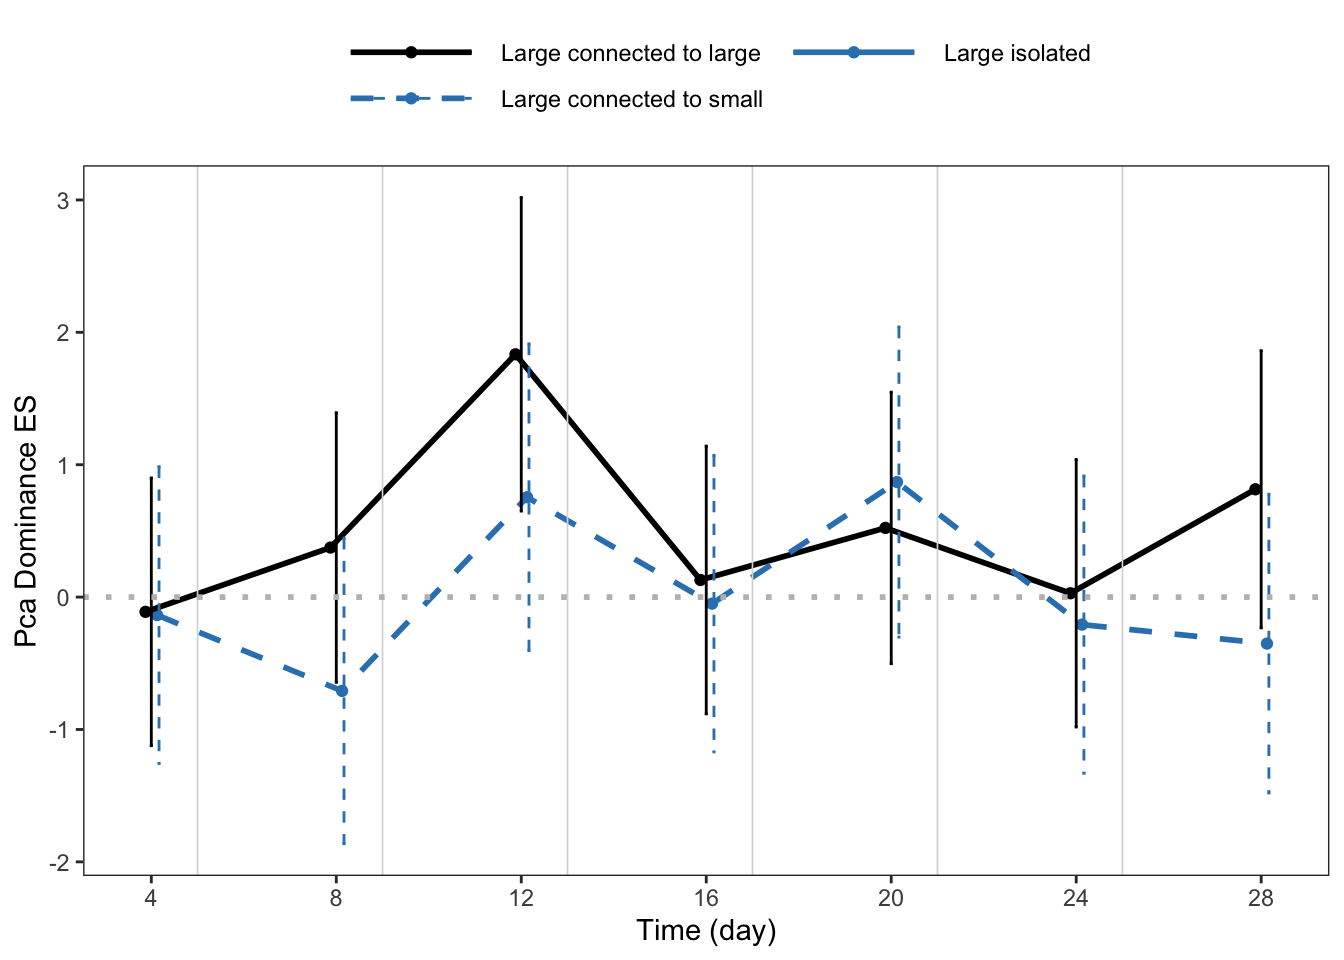 Large connected to large
Large isolated
Large connected to small
Pca Dominance ES
3
2
1
0
-1
-2
4
8
12
16
20
24
28
Time (day)